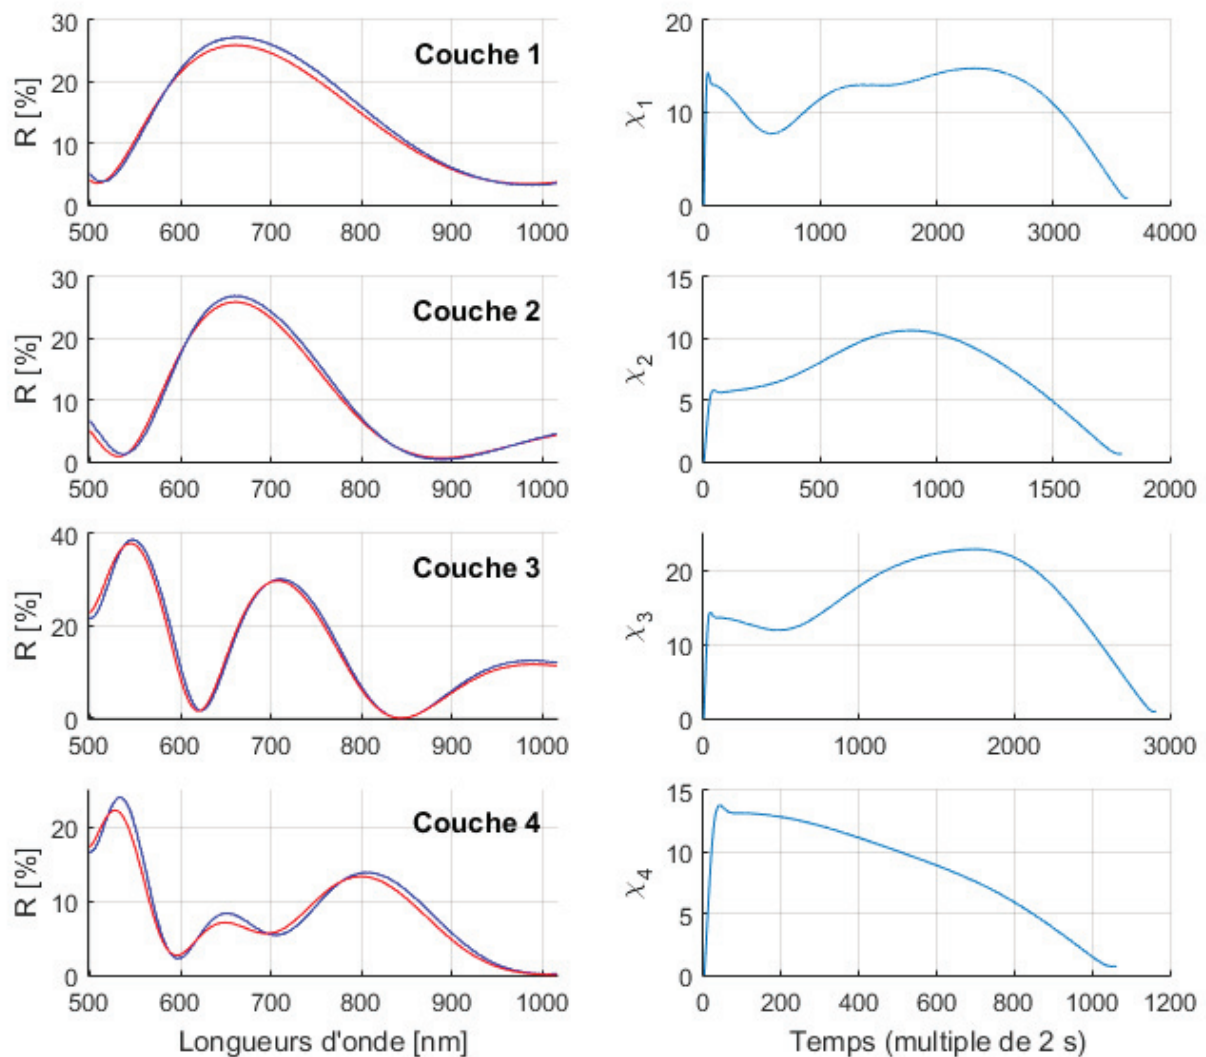 30
20
10
0
R [%]
Couche 1
500 600 700 800 900 1000
20
10
0
χ1
0 1000 2000 3000 4000
30
20
10
0
R [%]
Couche 2
500 600 700 800 900 1000
15
10
5
0
χ2
0 500 1000 1500 2000
40
20
0
R [%]
Couche 3
500 600 700 800 900 1000
20
10
0
χ3
0 1000 2000 3000
20
10
0
R [%]
Couche 4
500 600 700 800 900 1000
Longueurs d'onde [nm]
15
10
5
0
χ4
0 200 400 600 800 1000 1200
Temps (multiple de 2 s)